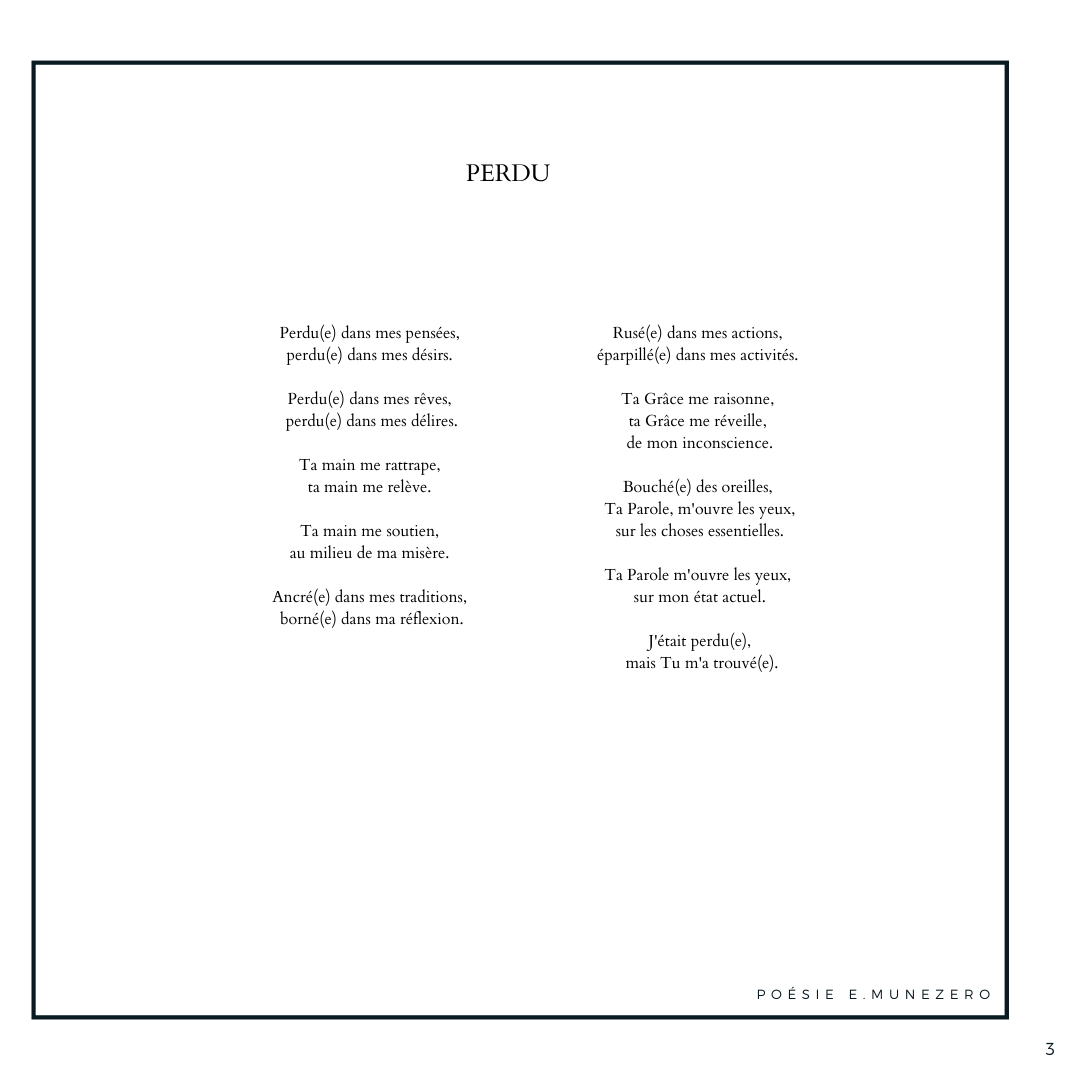 PERDU
Perdu(e) dans mes pensées,
perdu(e) dans mes désirs.
Perdu(e) dans mes rêves,
perdu(e) dans mes délires.
Ta main me rattrape,
ta main me relève.
Ta main me soutien,
au milieu de ma misère.
Ancré(e) dans mes traditions,
borné(e) dans ma réflexion.
Rusé(e) dans mes actions,
éparpillé(e) dans mes activités.
Ta Grâce me raisonne,
ta Grâce me réveille,
de mon inconscience.
Bouché(e) des oreilles,
Ta Parole, m'ouvre les yeux,
sur les choses essentielles.
Ta Parole m'ouvre les yeux,
sur mon état actuel.
J'était perdu(e),
mais Tu m'a trouvé(e).
POÉSIE E.MUNEZERO
3